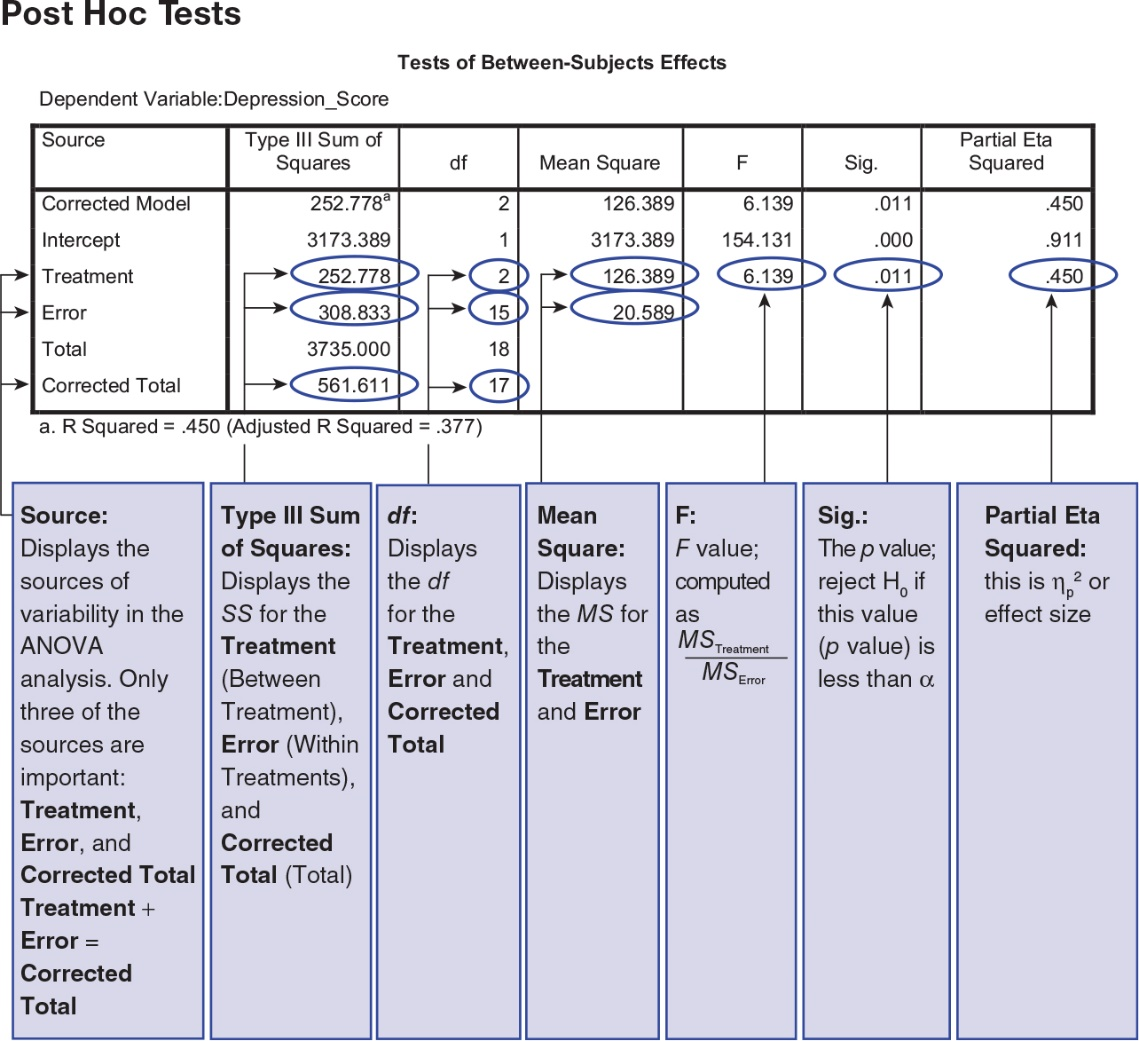 Post Hoc Tests
Tests of Between-Subjects Effects
Dependent Variable:Depression_Score
Source Type III Sum of Squares df Mean Square F Sig. Partial Eta Squared
Corrected Model 252.778a 2 126.389 6.139 .011 .450
Intercept 3173.389 1 3173.389 154.131 .000 .911
Treatment 252.778 2 126.389 6.139 .011 .450
Error 308.833 15 20.589
Total 3735.000 18
Corrected Total 561.611 17
a. R Squared = .450 (Adjusted R Squared = .377)
Source:
Displays the
sources of
variability in the
ANOVA
analysis. Only
three of the
sources are
important:
Treatment,
Error, and
Corrected Total
Treatment +
Error =
Corrected
Total
Type III Sum
of Squares:
Displays the
SS for the
Treatment
(Between
Treatment),
Error (Within
Treatments),
and
Corrected
Total (Total)
df:
Displays
the df
for the
Treatment,
Error and
Corrected
Total
Mean
Square:
Displays
the MS for
the
Treatment
and Error
F:
F value;
computed
as
MSTreatment
MSError
Sig.:
The p value;
reject H0 if
this value
(p value) is
less than α
Partial Eta
Squared:
this is ηp² or
effect size